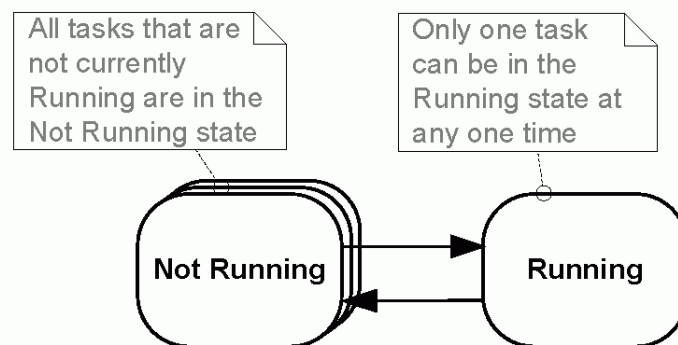 All tasks that are
not currently
Running are in the
Not Running state
Only one task
can be in the
Running state at
any one time
Not Running
Running